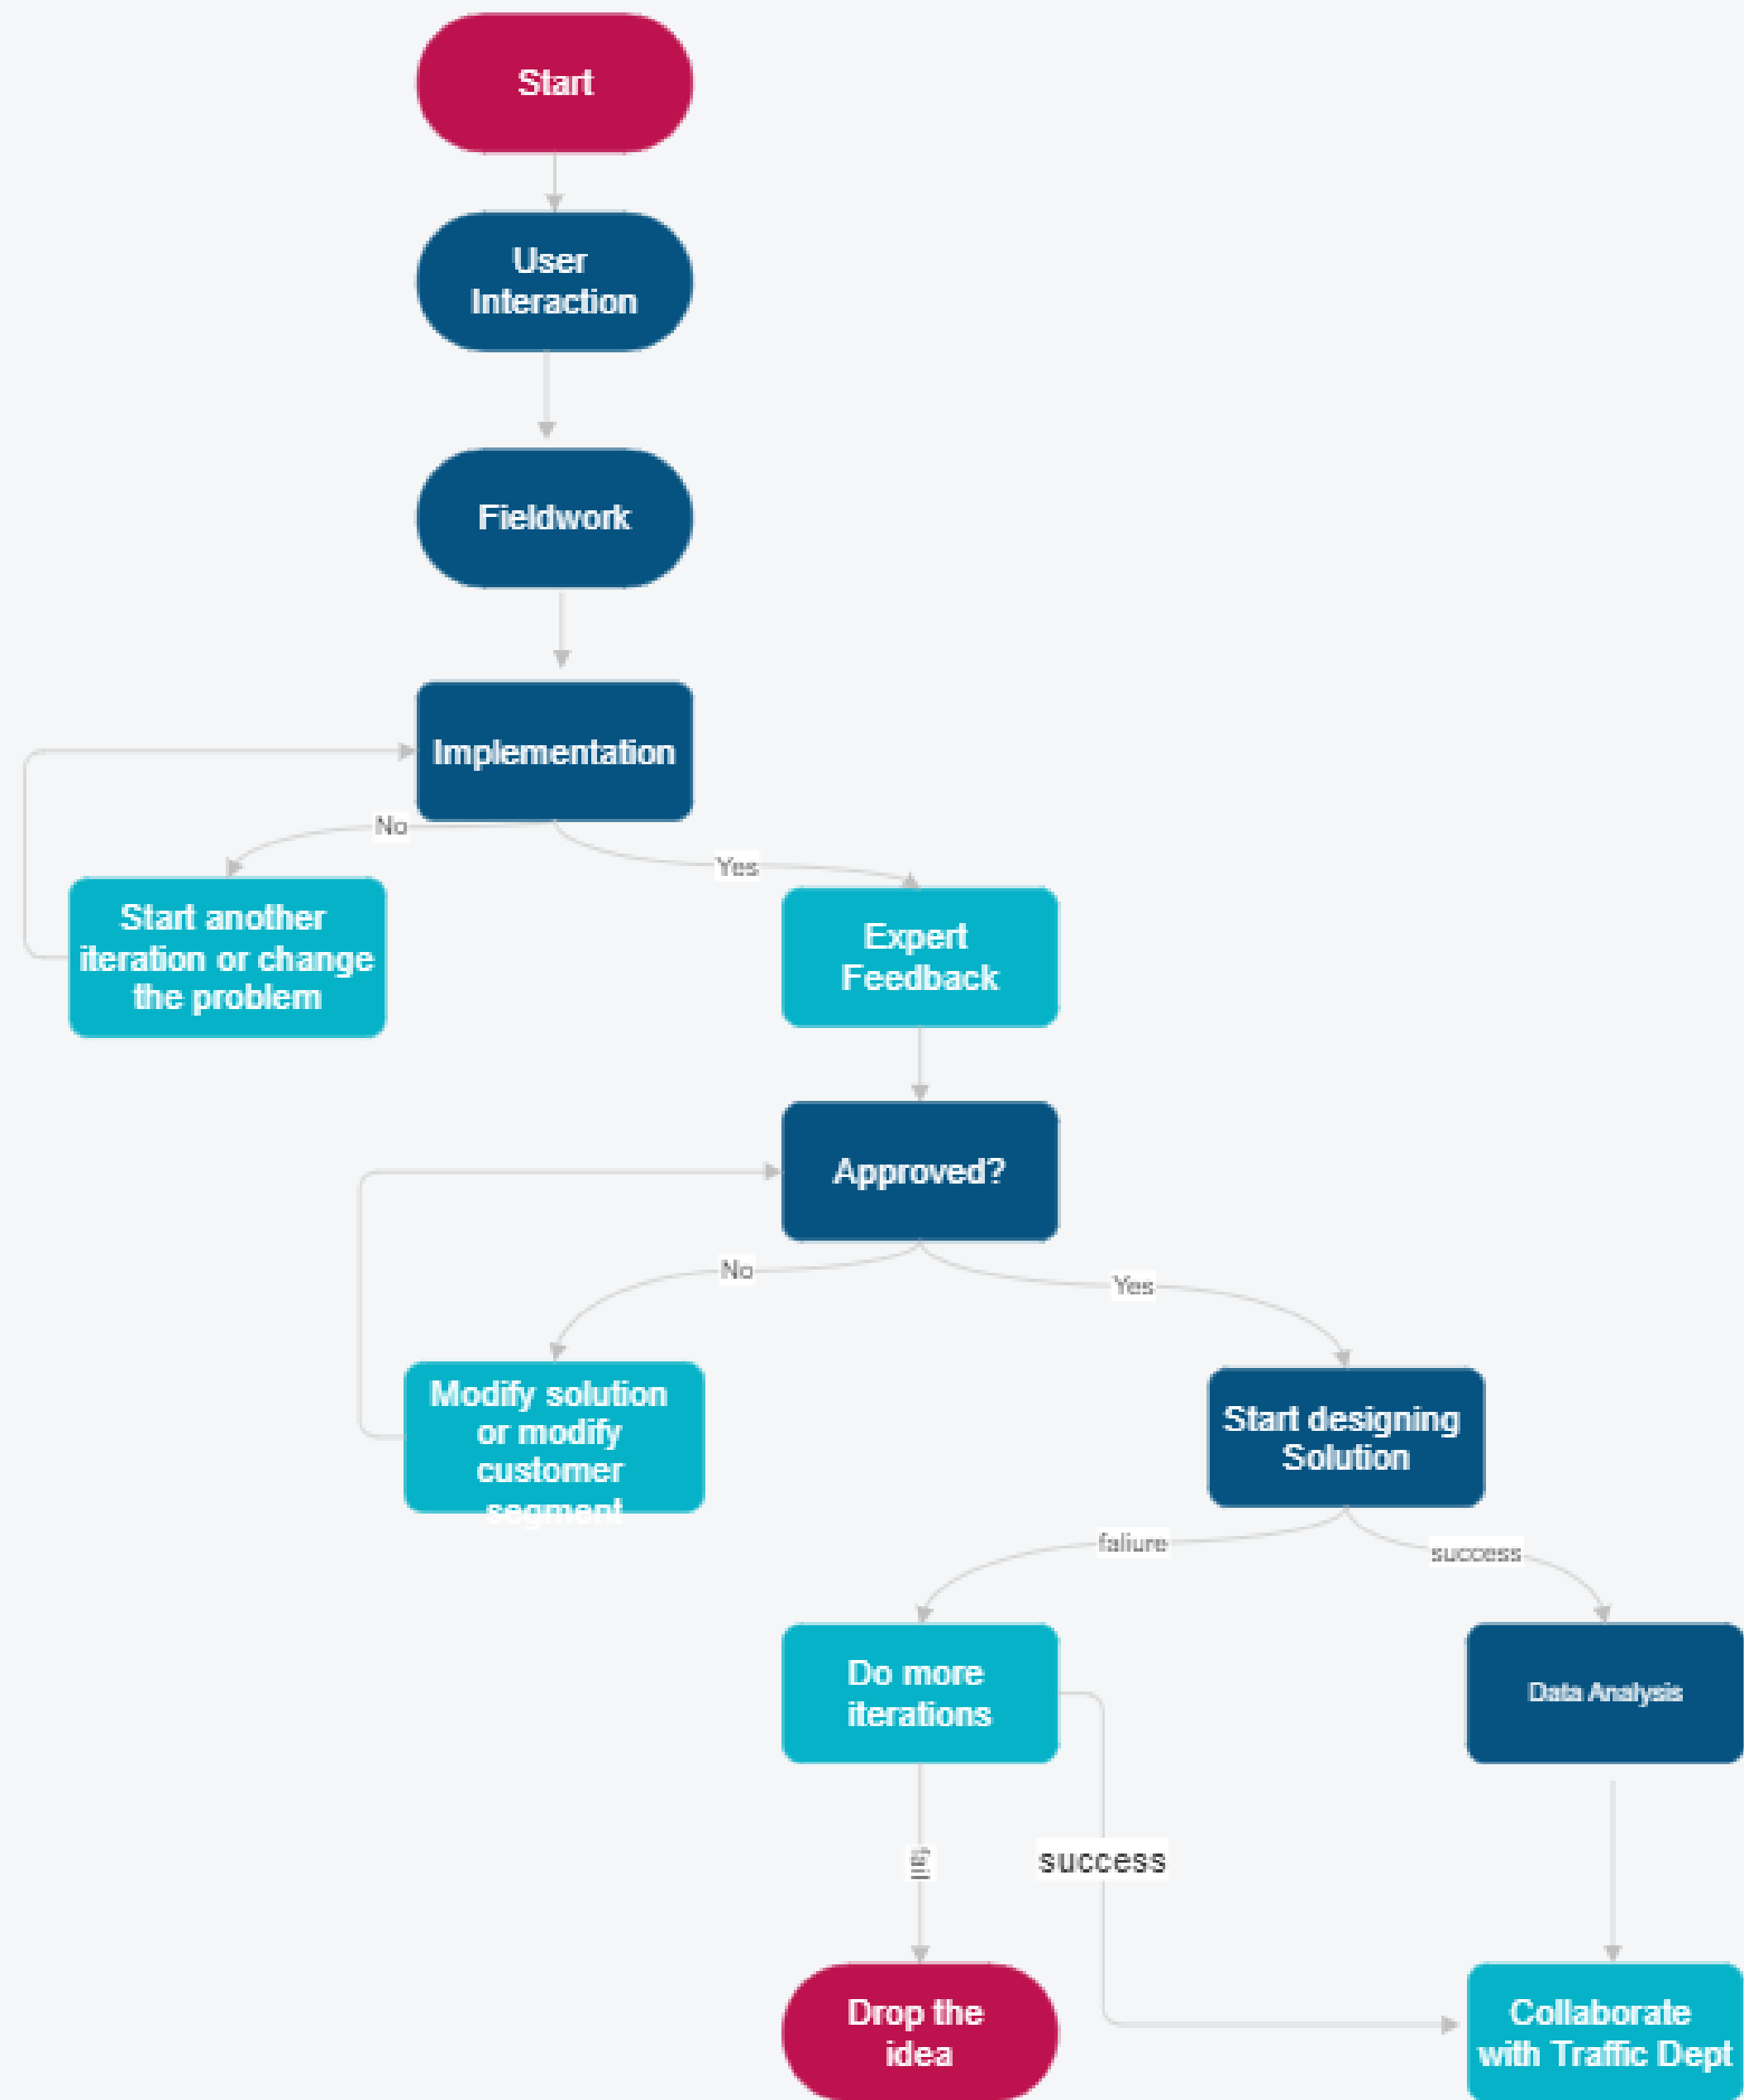 Start
User
Interaction
Fieldwork
Implementation
No
Yes
Start another
iteration or change
the problem
Expert
Feedback
Approved?
No
Yes
Modify solution
or modify
customer
segment
Start designing
Solution
faliure
success
Do more
iterations
Data Analysis
fail
success
Drop the
idea
Collaborate
with Traffic Dept